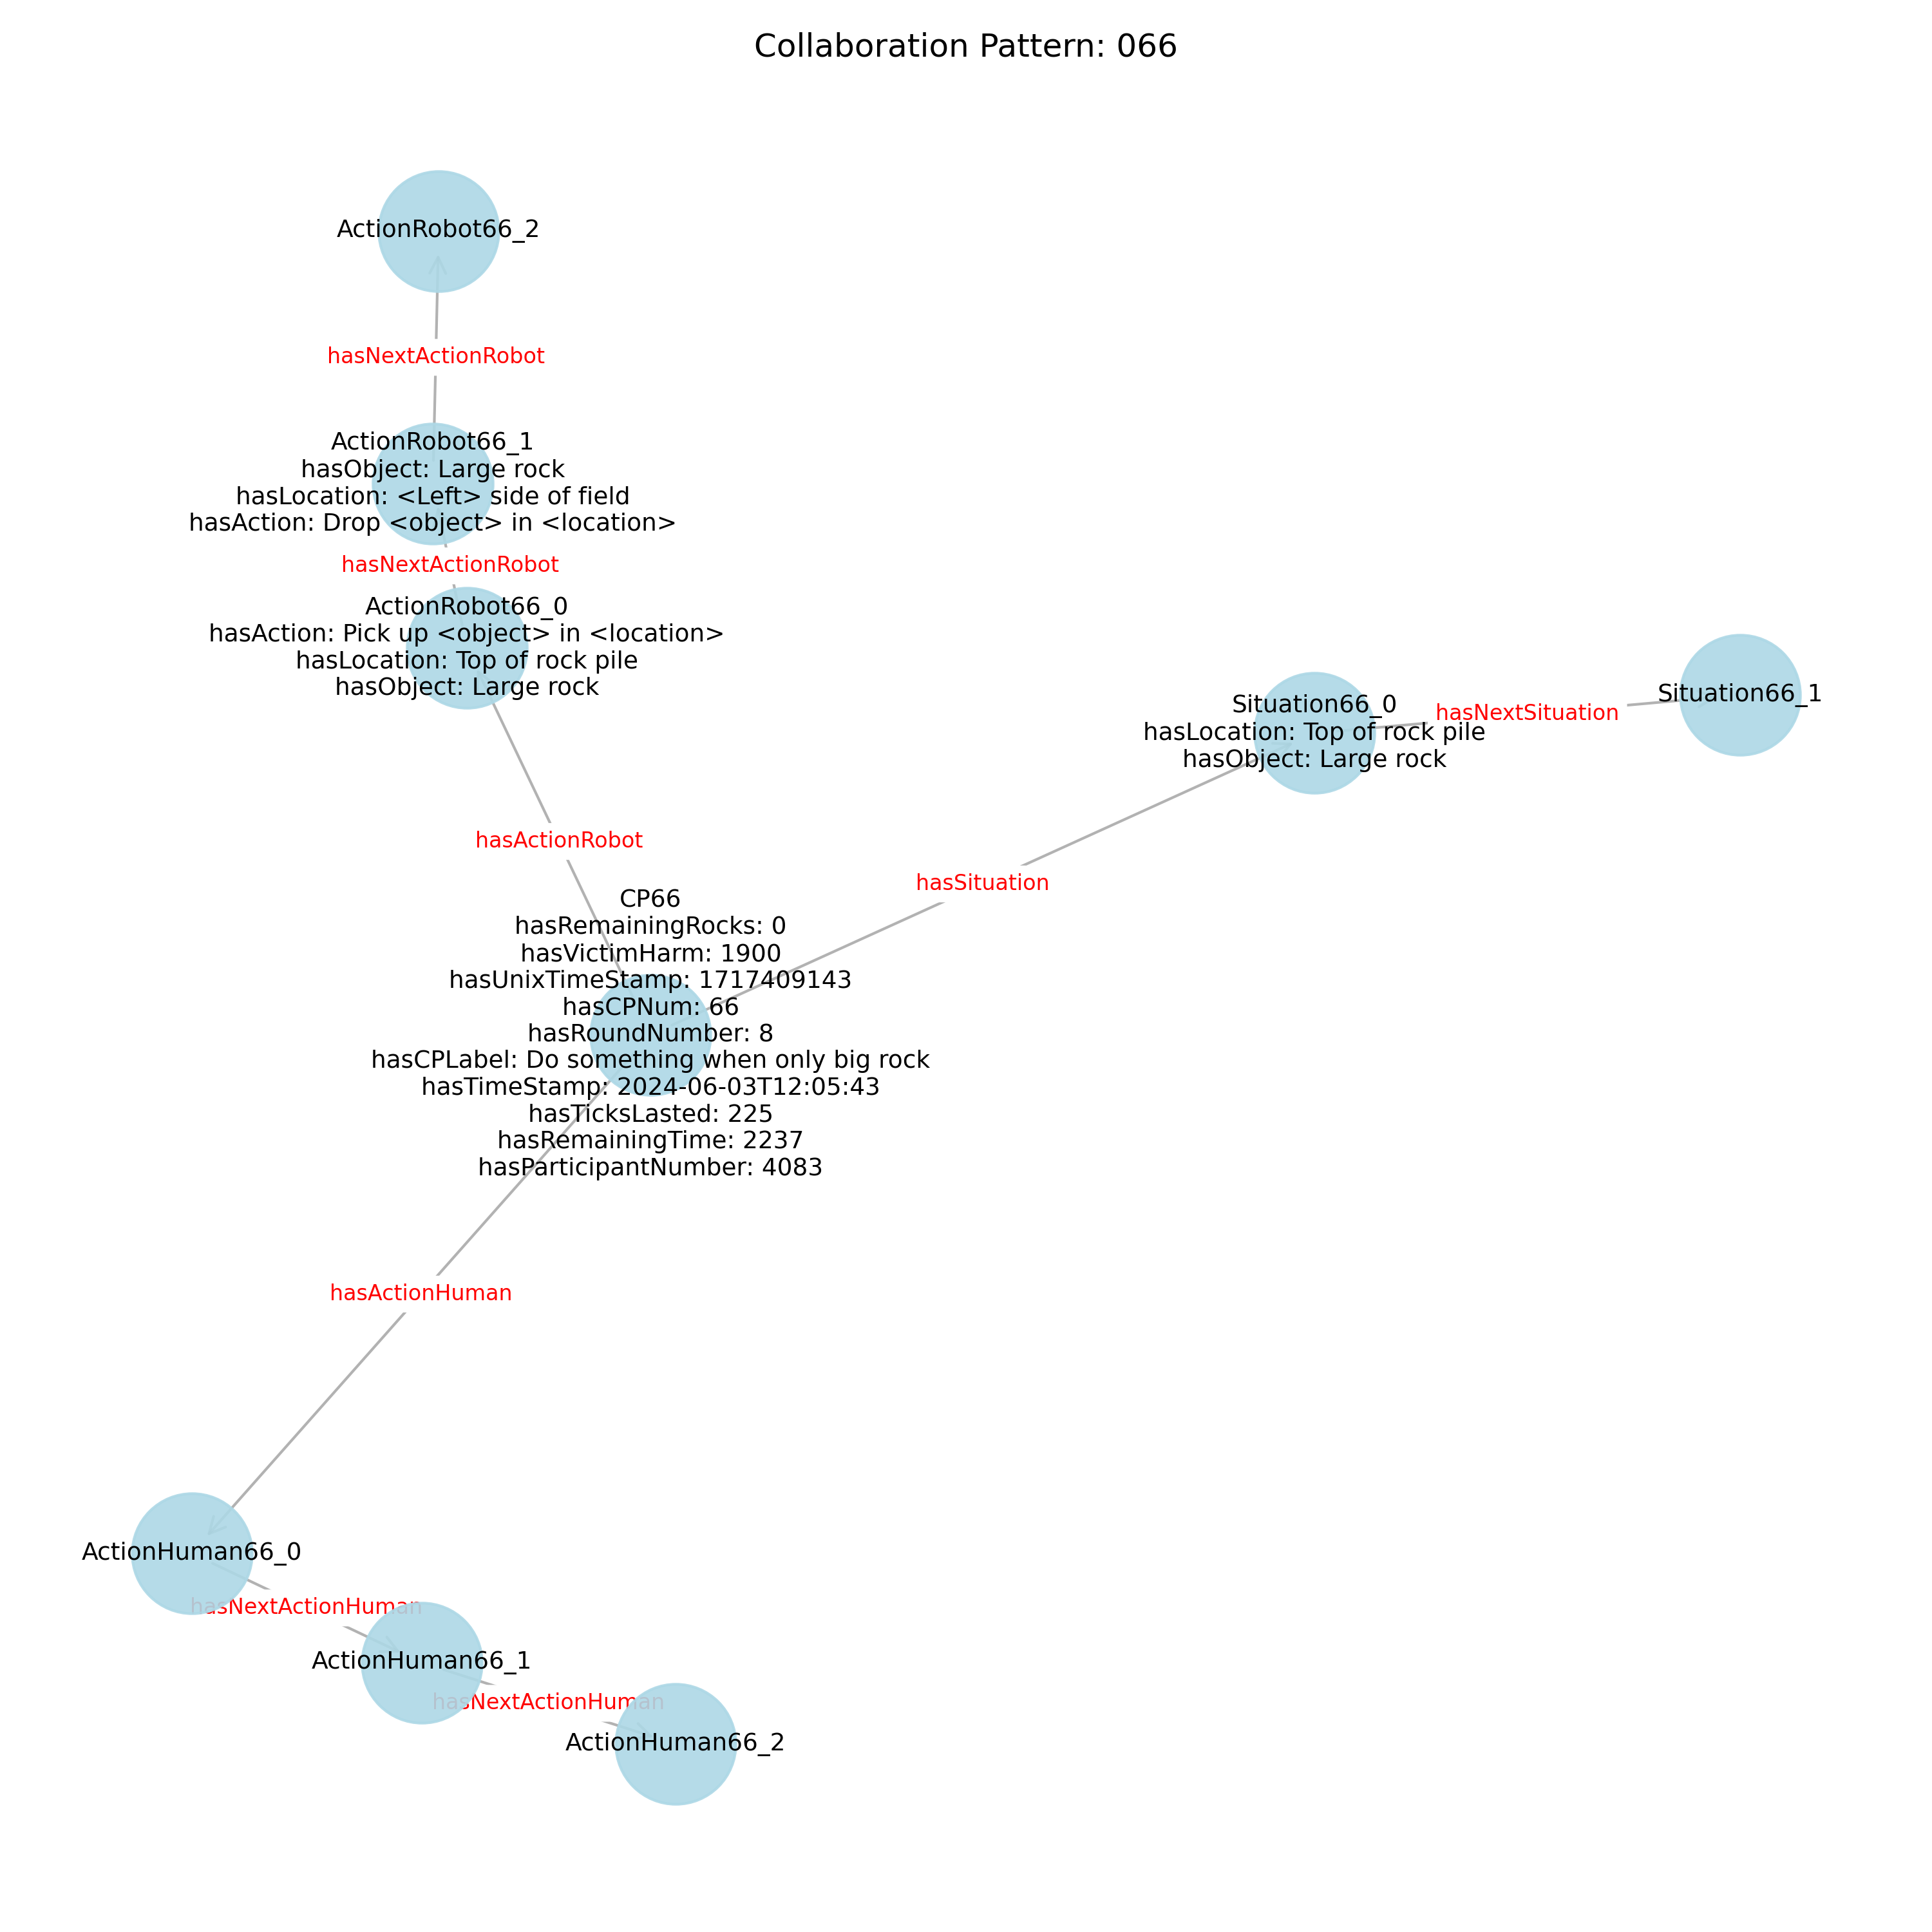 Collaboration Pattern: 066
ActionRobot66_2
hasNextActionRobot
ActionRobot66_1
hasObject: Large rock
hasLocation: <Left> side of field
hasAction: Drop <object> in <location>
hasNextActionRobot
ActionRobot66_0
hasAction: Pick up <object> in <location>
hasLocation: Top of rock pile
hasObject: Large rock
Situation66_1
hasNextSituation
Situation66_0
hasLocation: Top of rock pile
hasObject: Large rock
hasActionRobot
hasSituation
CP66
hasRemainingRocks: 0
hasVictimHarm: 1900
hasUnixTimeStamp: 1717409143
hasCPNum: 66
hasRoundNumber: 8
hasCPLabel: Do something when only big rock
hasTimeStamp: 2024-06-03T12:05:43
hasTicksLasted: 225
hasRemainingTime: 2237
hasParticipantNumber: 4083
hasActionHuman
ActionHuman66_0
hasNextActionHuman
ActionHuman66_1
hasNextActionHuman
ActionHuman66_2